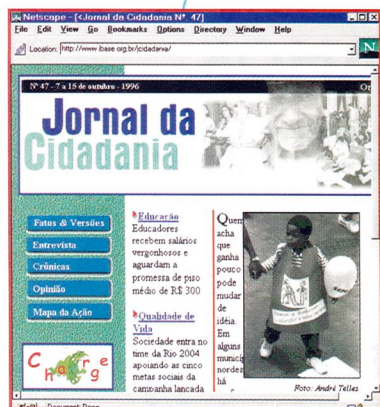 Netscape - [<Jornal da Cidadania Nº. 47]
File Edit View Go Bookmarks Options Directory Window Help
Location: http://www.ibase.org.br/jcidadania/
N
Nº 47 - 7 a 15 de outubro - 1996
Jornal da
Cidadania
Fatos & Versões
Entrevista
Crônicas
Opinião
Mapa da Ação
Charge
Educação
Educadores
recebem salários
vergonhosos e
aguardam a
promessa de piso
médio de R$ 300
Qualidade de
Vida
Sociedade entra no
time da Rio 2004
apoiando as cinco
metas sociais da
campanha lançada
Quem
acha
que
ganha
pouco
pode
mudar
de
idéia.
Em
alguns
municíp
nordes
há
Foto: André Telles
Document Done